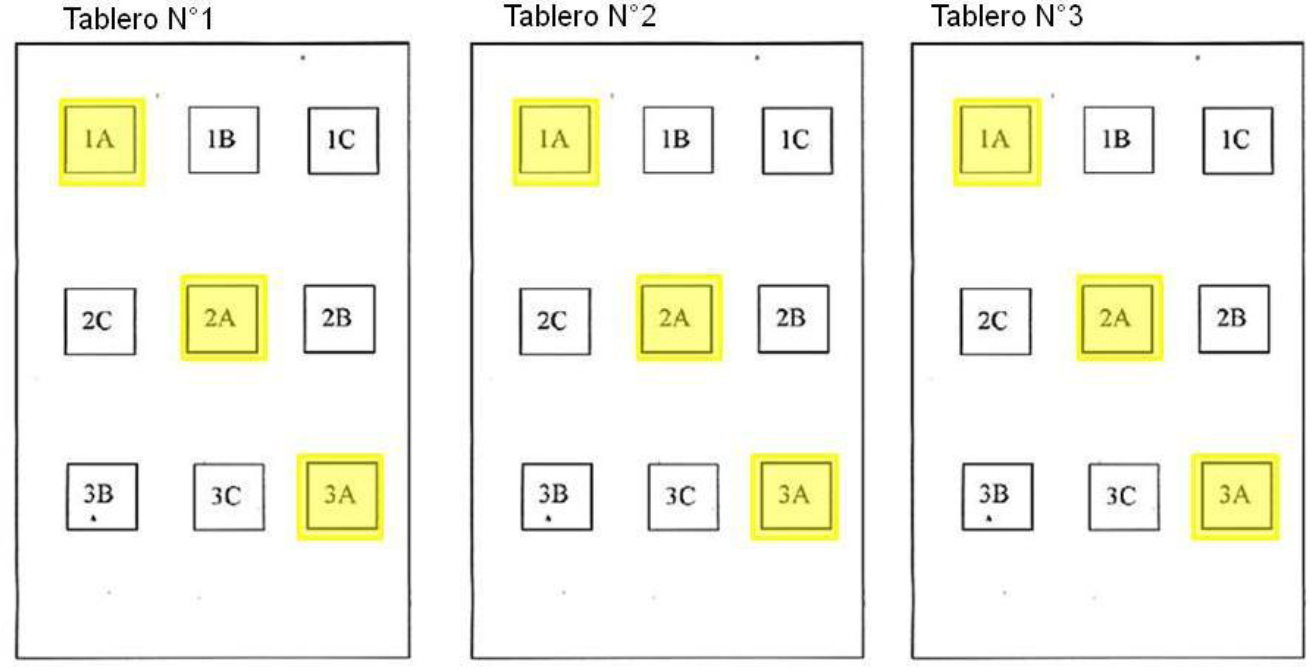 Tablero N°1 Tablero N°2 Tablero N°3
1A 1B 1C 1A 1B 1C 1A 1B 1C
2C 2A 2B 2C 2A 2B 2C 2A 2B
3B 3C 3A 3B 3C 3A 3B 3C 3A